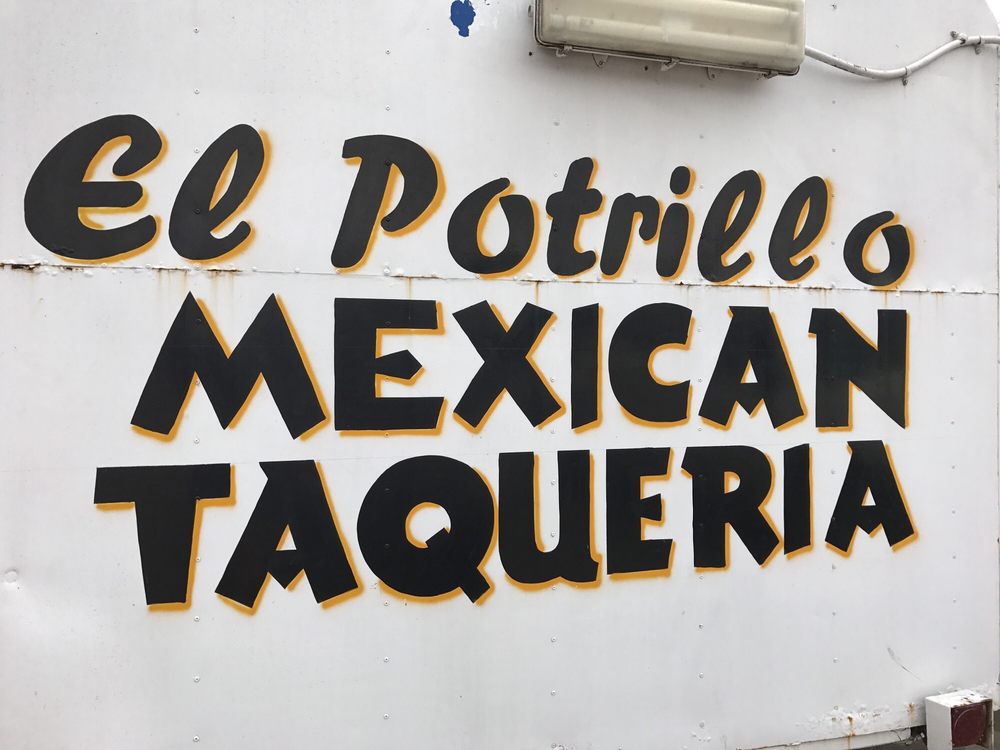 El Potrillo
MEXICAN
TAQUERIA